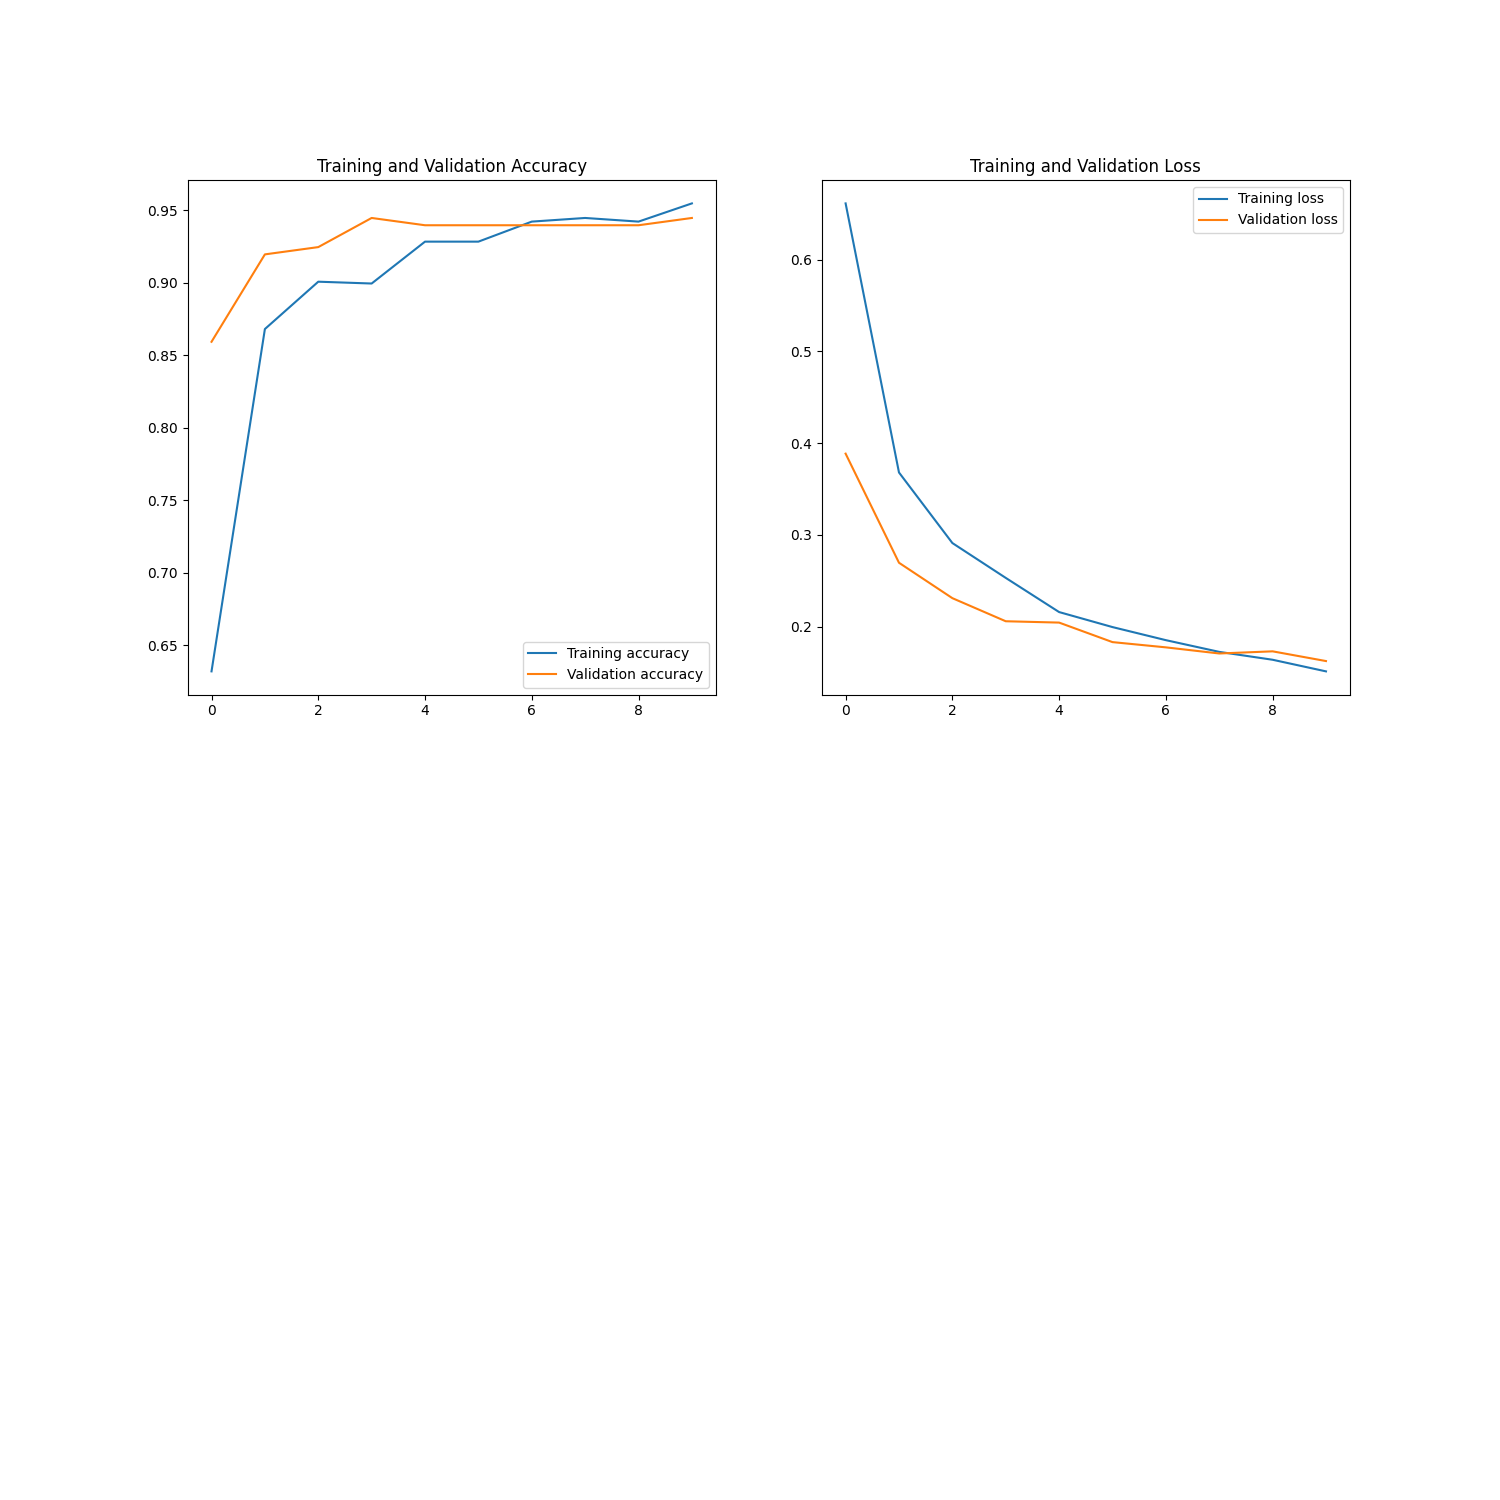 Training and Validation Accuracy
0.95
0.90
0.85
0.80
0.75
0.70
0.65
Training accuracy
Validation accuracy
0 2 4 6 8
Training and Validation Loss
Training loss
Validation loss
0.6
0.5
0.4
0.3
0.2
0 2 4 6 8